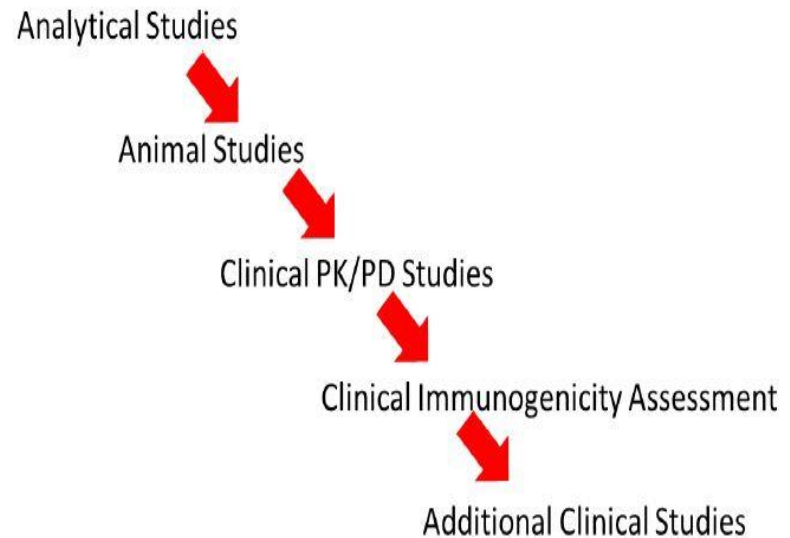 Analytical Studies
Animal Studies
Clinical PK/PD Studies
Clinical Immunogenicity Assessment
Additional Clinical Studies